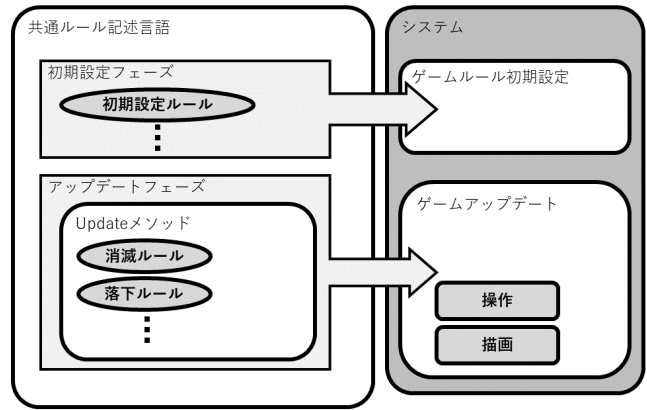 共通ルール記述言語
初期設定フェーズ
初期設定ルール
アップデートフェーズ
Updateメソッド
消滅ルール
落下ルール
システム
ゲームルール初期設定
ゲームアップデート
操作
描画